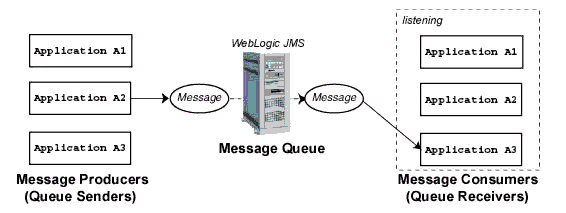 listening
WebLogic JMS
Application A1
Application A2
Application A3
Message
Message
Application A1
Application A2
Application A3
Message Queue
Message Producers
(Queue Senders)
Message Consumers
(Queue Receivers)